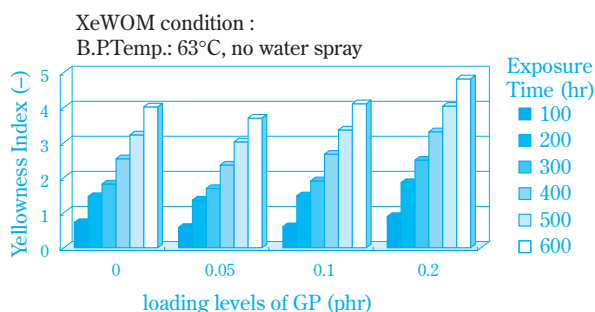 XeWOM condition :
B.P.Temp.: 63°C, no water spray
Yellowness Index (–)
5
4
3
2
1
0
0
0.05
0.1
0.2
loading levels of GP (phr)
Exposure
Time (hr)
100
200
300
400
500
600